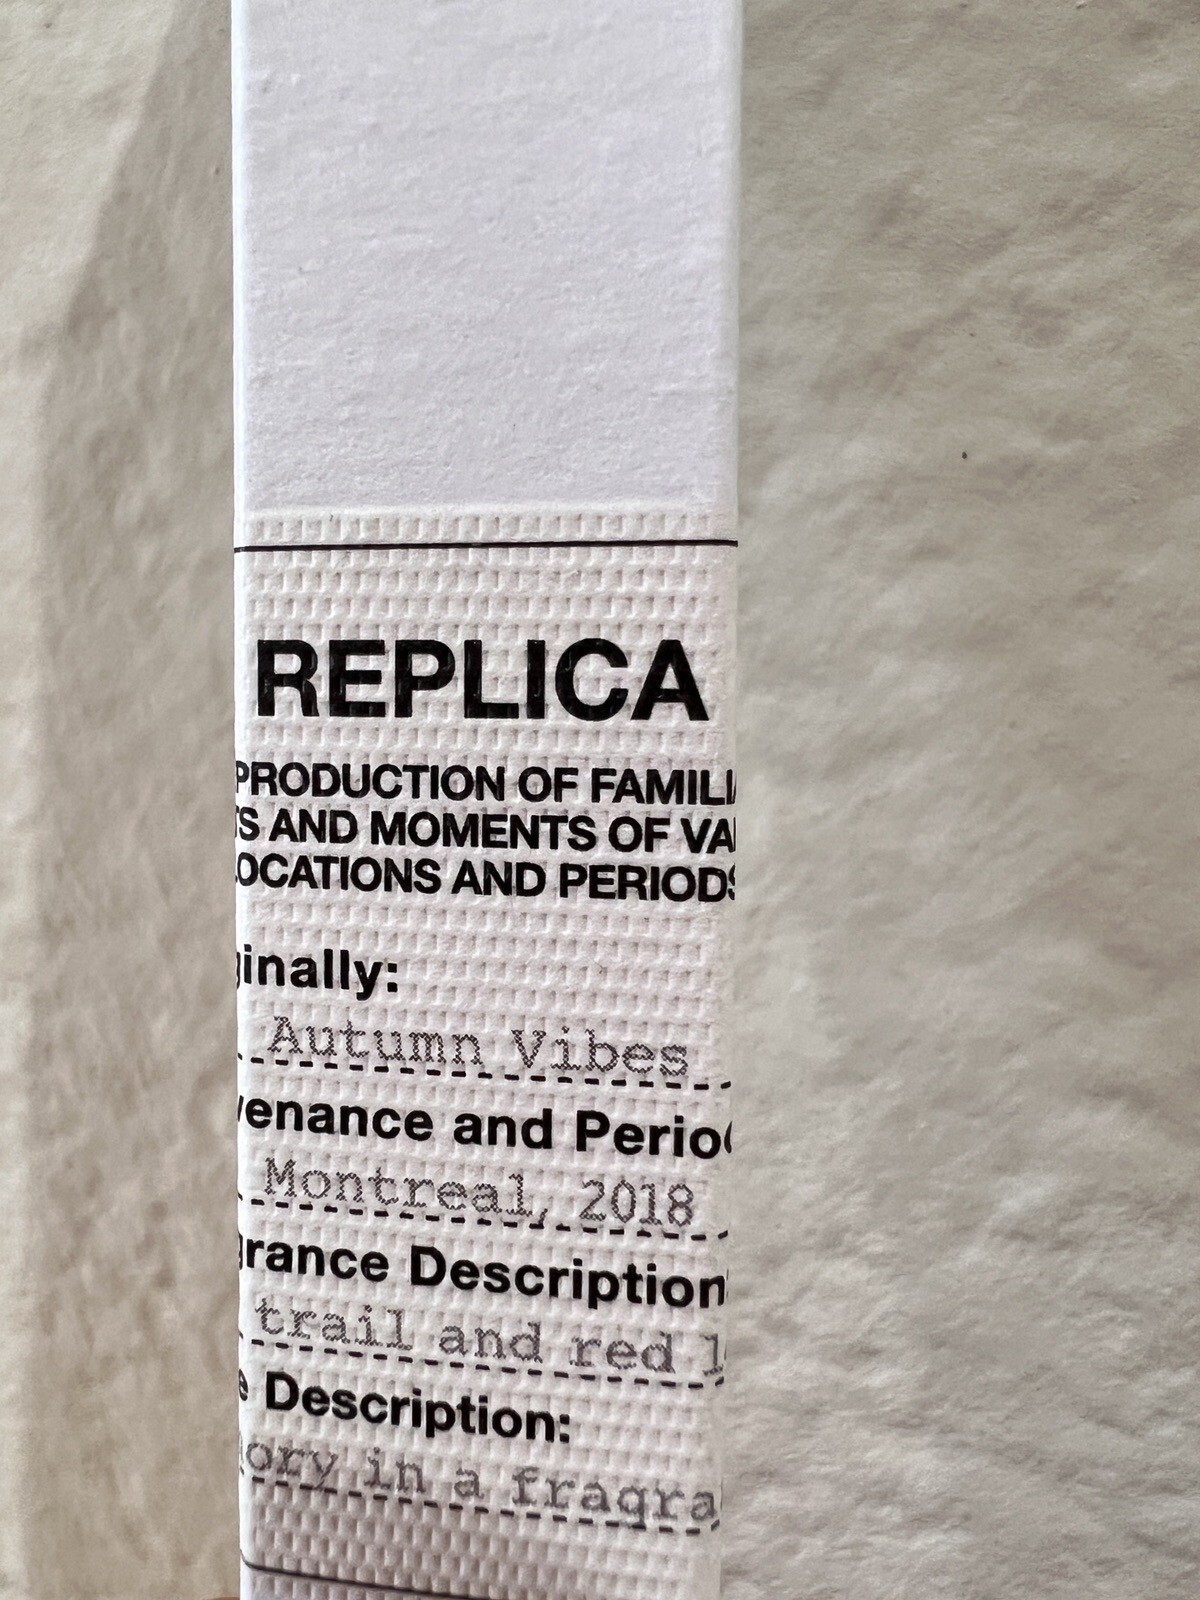 REPLICA
PRODUCTION OF FAMILI
S AND MOMENTS OF VA
OCATIONS AND PERIODS
ginally:
Autumn Vibes
venance and Perio
Montreal, 2018
grance Description
trail and red l
e Description:
ory in a fragra